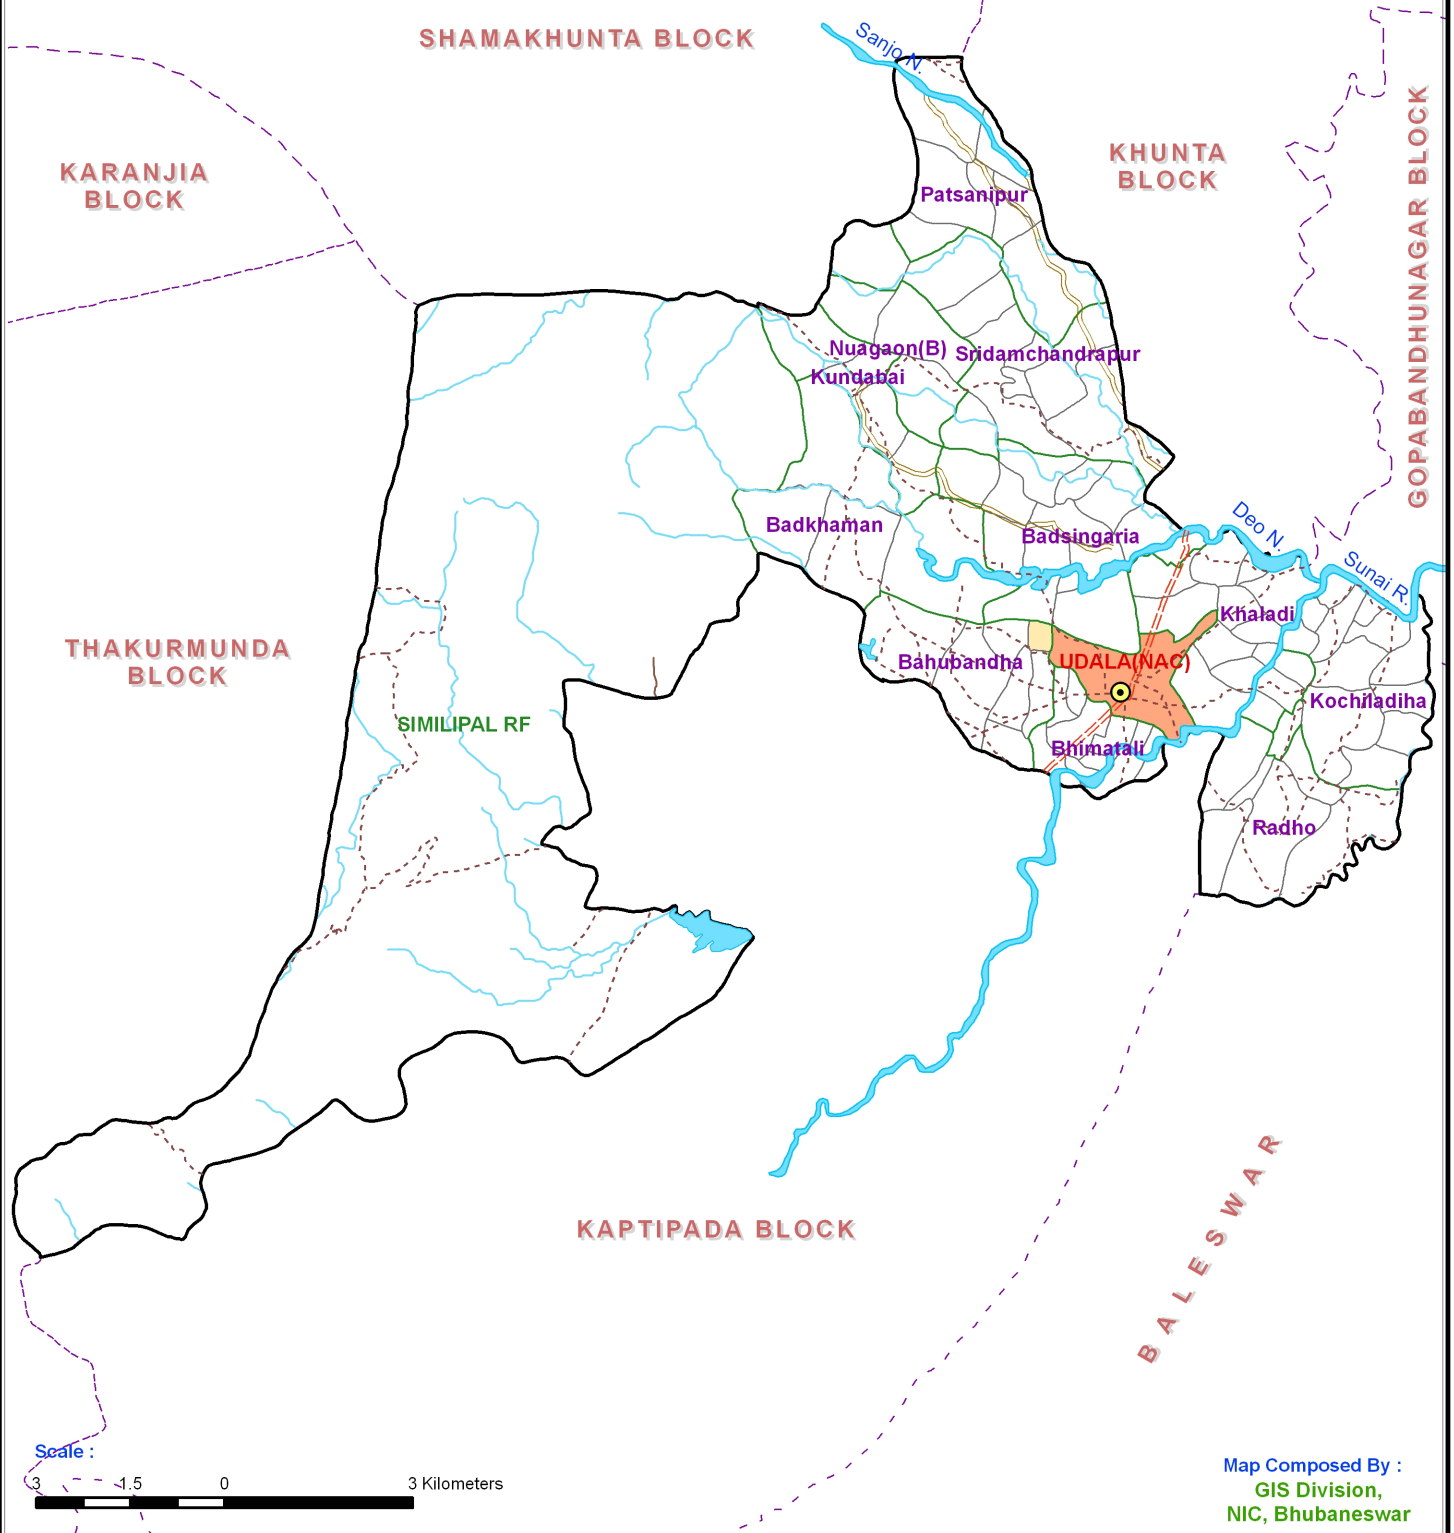 SHAMAKHUNTA BLOCK
Sanjo N.
KARANJIA
BLOCK
KHUNTA
BLOCK
GOPABANDHUNAGAR BLOCK
Patsanipur
Nuagaon(B)
Sridamchandrapur
Kundabai
Badkhaman
Badsingaria
Deo N.
Sunai R.
Khaladi
THAKURMUNDA
BLOCK
Bahubandha
UDALA(NAC)
SIMILIPAL RF
Kochiladiha
Bhimatali
Radho
KAPTIPADA BLOCK
BALESWAR
Scale :
3 1.5 0 3 Kilometers
Map Composed By :
GIS Division,
NIC, Bhubaneswar